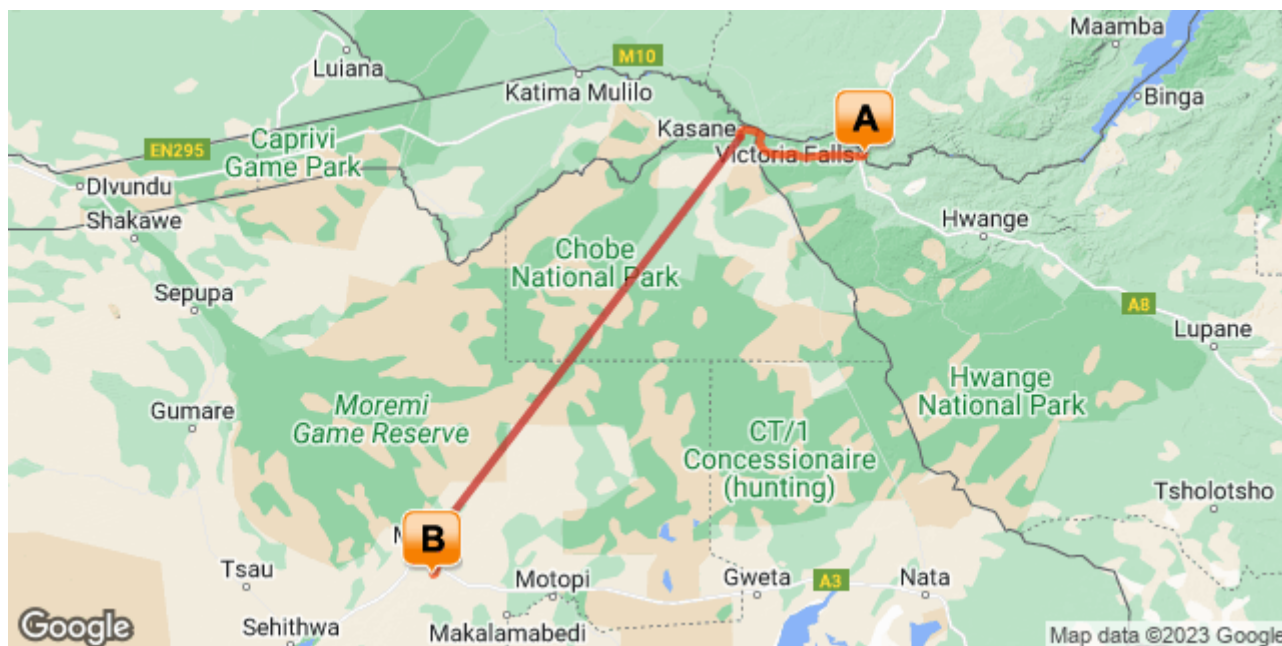 Maamba
Luiana
M10
Katima Mulilo
Binga
A
Kasane
EN295
Caprivi
Game Park
Victoria Falls
DIvundu
Shakawe
Hwange
Chobe
National Park
Sepupa
A8
Lupane
Hwange
National Park
Moremi
Game Reserve
Gumare
CT/1
Concessionaire
(hunting)
Tsholotsho
B
Tsau
Motopi
Gweta
A3
Nata
Sehithwa
Makalamabedi
Google
Map data ©2023 Google